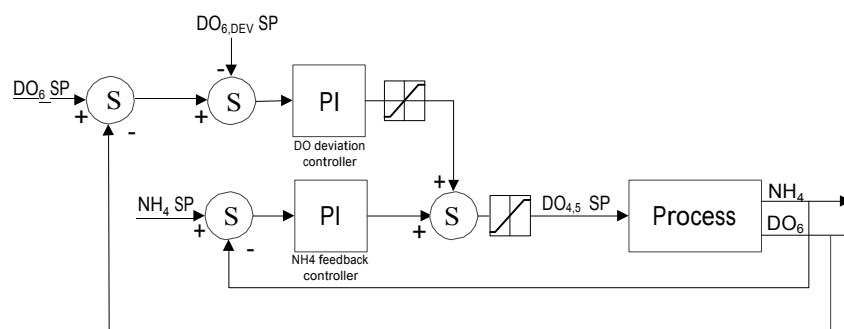 DO6,DEV SP
-
DO6 SP
S
S
PI
+
-
+
DO deviation
controller
+
NH4 SP
S
PI
S
DO4,5 SP
Process
NH4
DO6
+
-
+
NH4 feedback
controller